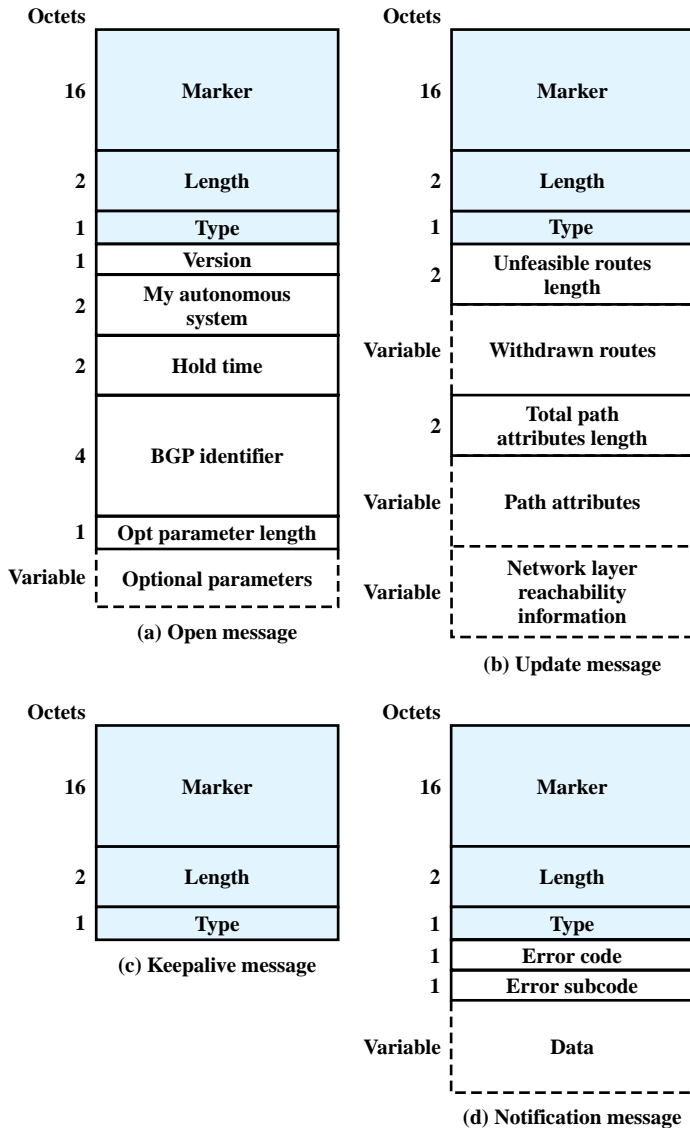 Octets
16 Marker
2 Length
1 Type
1 Version
2 My autonomous
system
2 Hold time
4 BGP identifier
1 Opt parameter length
Variable Optional parameters
(a) Open message
Octets
16 Marker
2 Length
1 Type
2 Unfeasible routes
length
Variable Withdrawn routes
2 Total path
attributes length
Variable Path attributes
Variable Network layer
reachability
information
(b) Update message
Octets
16 Marker
2 Length
1 Type
(c) Keepalive message
Octets
16 Marker
2 Length
1 Type
1 Error code
1 Error subcode
Variable Data
(d) Notification message